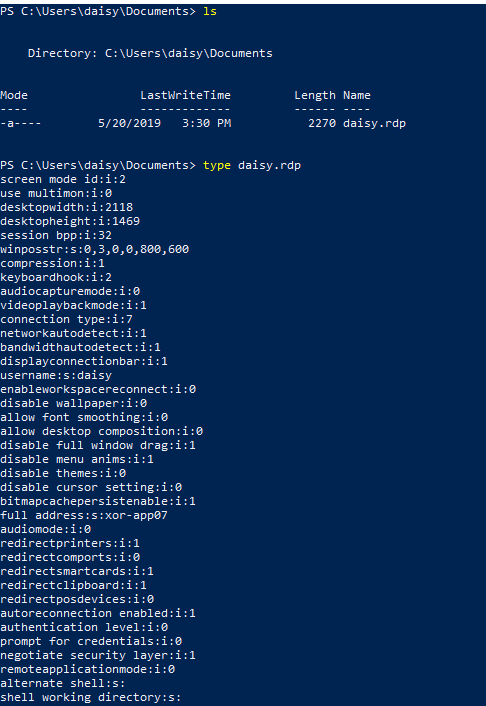 PS C:\Users\daisy\Documents> ls
Directory: C:\Users\daisy\Documents
Mode                LastWriteTime         Length Name
----                -------------         ------ ----
-a----        5/20/2019   3:30 PM           2270 daisy.rdp
PS C:\Users\daisy\Documents> type daisy.rdp
screen mode id:i:2
use multimon:i:0
desktopwidth:i:2118
desktopheight:i:1469
session bpp:i:32
winposstr:s:0,3,0,0,800,600
compression:i:1
keyboardhook:i:2
audiocapturemode:i:0
videoplaybackmode:i:1
connection type:i:7
networkautodetect:i:1
bandwidthautodetect:i:1
displayconnectionbar:i:1
username:s:daisy
enableworkspacereconnect:i:0
disable wallpaper:i:0
allow font smoothing:i:0
allow desktop composition:i:0
disable full window drag:i:1
disable menu anims:i:1
disable themes:i:0
disable cursor setting:i:0
bitmapcachepersistenable:i:1
full address:s:xor-app07
audiomode:i:0
redirectprinters:i:1
redirectcomports:i:0
redirectsmartcards:i:1
redirectclipboard:i:1
redirectposdevices:i:0
autoreconnection enabled:i:1
authentication level:i:0
prompt for credentials:i:0
negotiate security layer:i:1
remoteapplicationmode:i:0
alternate shell:s:
shell working directory:s: